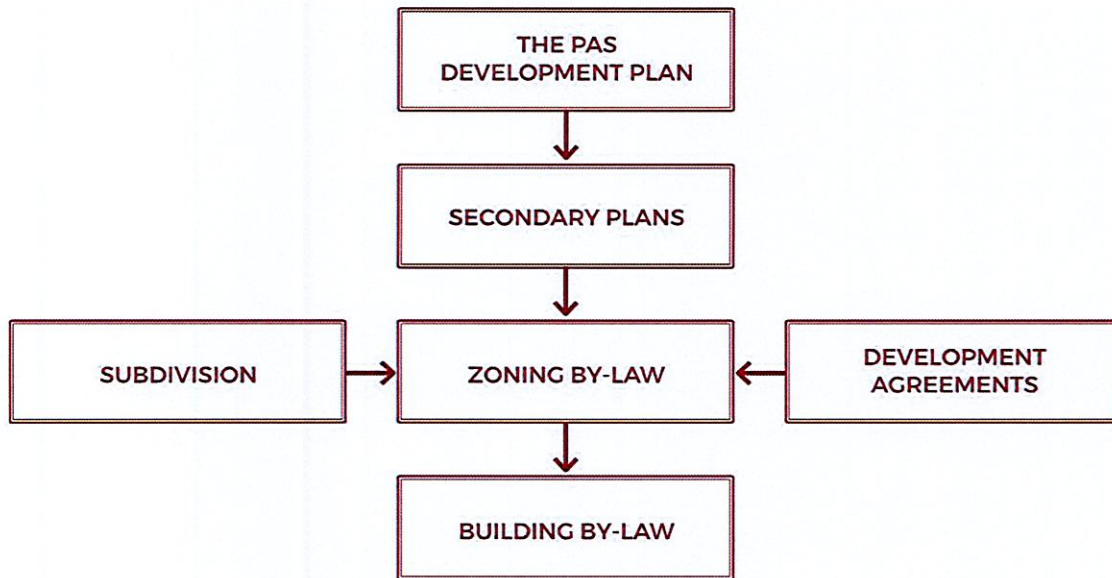 THE PAS
DEVELOPMENT PLAN
SECONDARY PLANS
SUBDIVISION
ZONING BY-LAW
DEVELOPMENT
AGREEMENTS
BUILDING BY-LAW